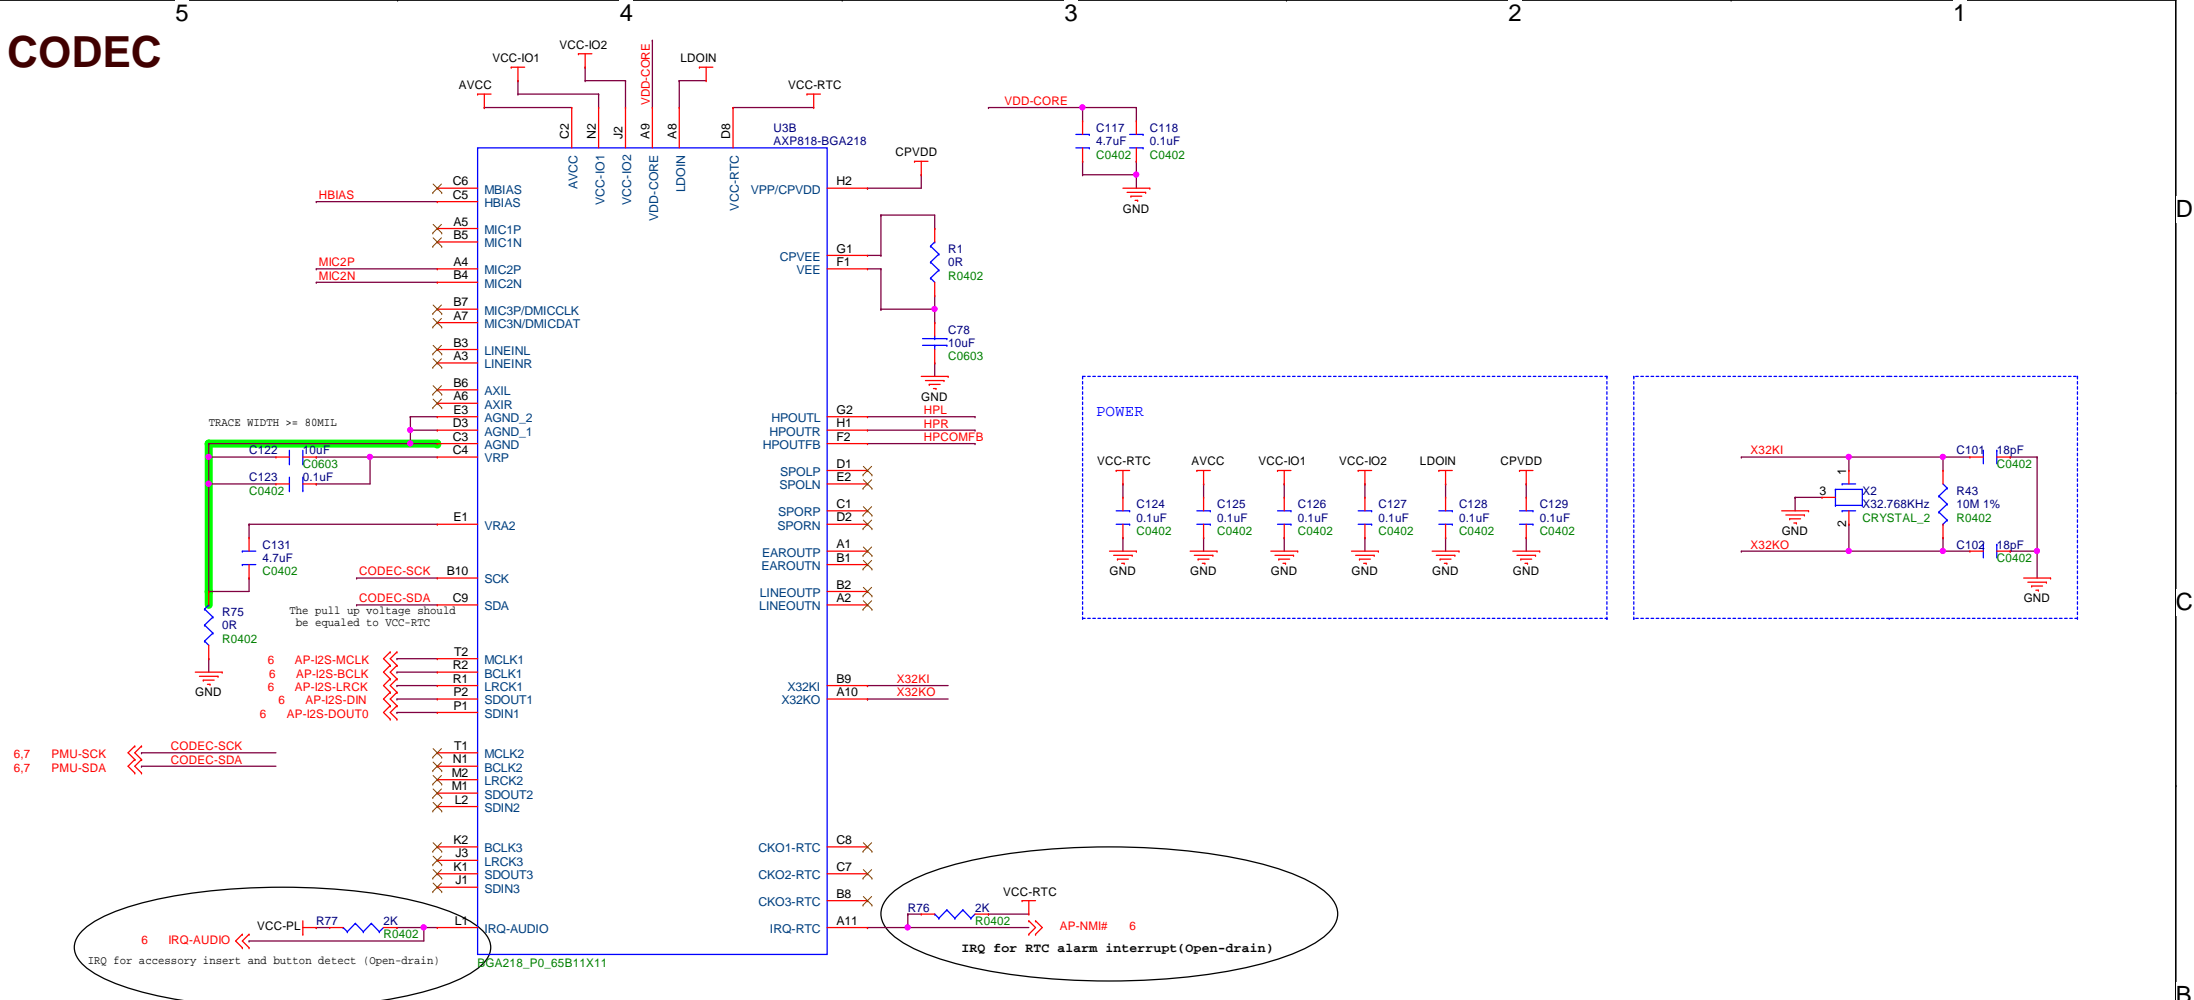 5
4
3
2
1
CODEC
D
C
B
AVCC
VCC-IO1
VCC-IO2
VDD-CORE
LDOIN
VCC-RTC
C2
N2
J2
A9
A8
D8
U3B
AXP818-BGA218
AVCC
VCC-IO1
VCC-IO2
VDD-CORE
LDOIN
VCC-RTC
C6 MBIAS
HBIAS C5 HBIAS
A5 MIC1P
B5 MIC1N
MIC2P A4 MIC2P
MIC2N B4 MIC2N
B7 MIC3P/DMICCLK
A7 MIC3N/DMICDAT
B3 LINEINL
A3 LINEINR
B6 AXIL
A6 AXIR
E3 AGND_2
D3 AGND_1
C3 AGND
C4 VRP
TRACE WIDTH >= 80MIL
C122 10uF
C0603
C123 0.1uF
C0402
E1 VRA2
C131
4.7uF
C0402
CODEC-SCK B10 SCK
CODEC-SDA C9 SDA
The pull up voltage should
be equaled to VCC-RTC
R75
0R
R0402
GND
6 AP-I2S-MCLK T2 MCLK1
6 AP-I2S-BCLK R2 BCLK1
6 AP-I2S-LRCK R1 LRCK1
6 AP-I2S-DIN P2 SDOUT1
6 AP-I2S-DOUT0 P1 SDIN1
6,7 PMU-SCK CODEC-SCK
6,7 PMU-SDA CODEC-SDA
T1 MCLK2
N1 BCLK2
M2 LRCK2
M1 SDOUT2
L2 SDIN2
K2 BCLK3
J3 LRCK3
K1 SDOUT3
J1 SDIN3
VCC-PL R77 2K
R0402
L1 IRQ-AUDIO
6 IRQ-AUDIO
IRQ for accessory insert and button detect (Open-drain)
BGA218_P0_65B11X11
VPP/CPVDD H2
CPVDD
CPVEE G1
VEE F1
R1
0R
R0402
C78
10uF
C0603
GND
HPOUTL G2 HPL
HPOUTR H1 HPR
HPOUTFB F2 HPCOMFB
SPOLP D1
SPOLN E2
SPORP C1
SPORN D2
EAROUTP A1
EAROUTN B1
LINEOUTP B2
LINEOUTN A2
X32KI B9 X32KI
X32KO A10 X32KO
CKO1-RTC C8
CKO2-RTC C7
CKO3-RTC B8
IRQ-RTC A11
VCC-RTC
R76 2K
R0402
AP-NMI# 6
IRQ for RTC alarm interrupt(Open-drain)
VDD-CORE
C117
4.7uF
C0402
C118
0.1uF
C0402
GND
POWER
VCC-RTC AVCC VCC-IO1 VCC-IO2 LDOIN CPVDD
C124 C125 C126 C127 C128 C129
0.1uF 0.1uF 0.1uF 0.1uF 0.1uF 0.1uF
C0402 C0402 C0402 C0402 C0402 C0402
GND GND GND GND GND GND
X32KI
C101 18pF
C0402
1
3
2
X2
X32.768KHz
CRYSTAL_2
R43
10M 1%
R0402
GND
X32KO
C102 18pF
C0402
GND